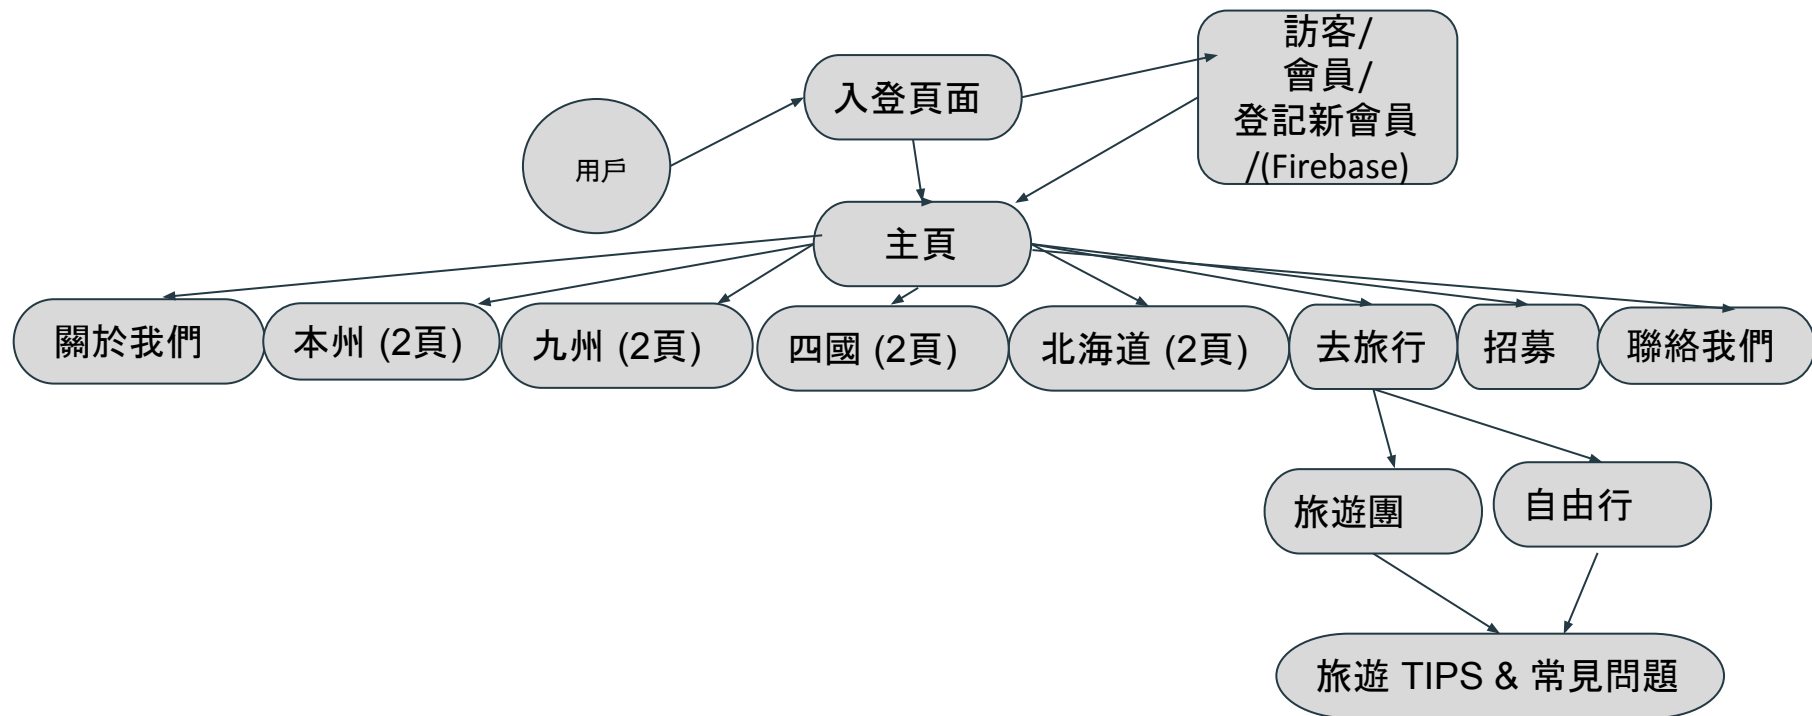 訪客/
會員/
登記新會員
/(Firebase)
入登頁面
用戶
主頁
關於我們
本州 (2頁)
九州 (2頁)
四國 (2頁)
北海道 (2頁)
去旅行
招募
聯絡我們
旅遊團
自由行
旅遊 TIPS & 常見問題